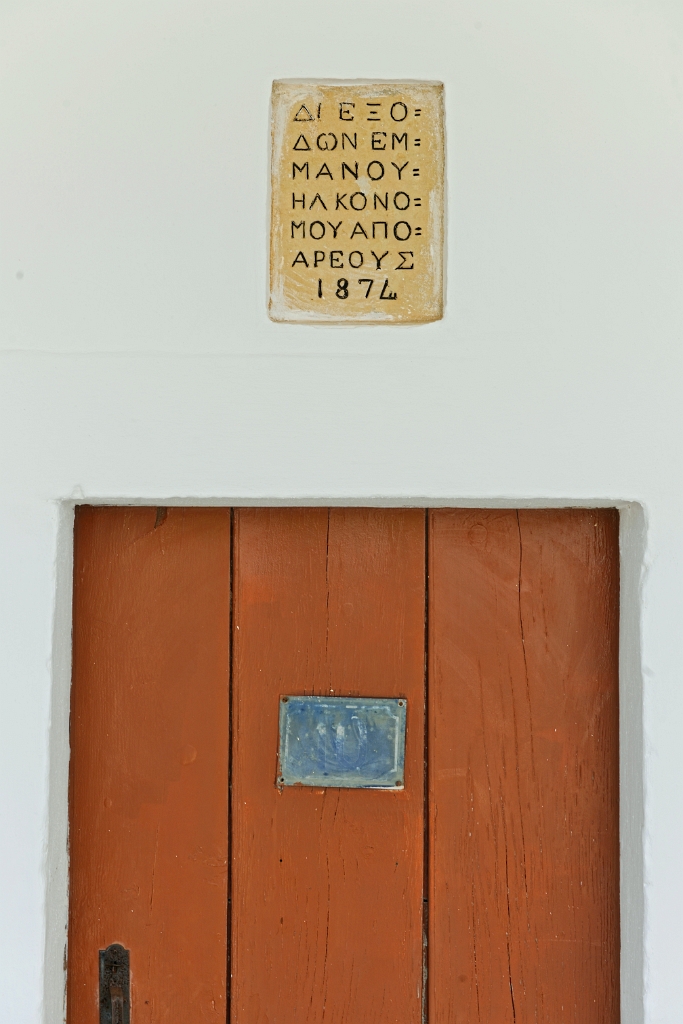 ΔΙ ΕΞΟ=
ΔΩΝ ΕΜ=
ΜΑΝΟΥ=
ΗΛ ΚΟΝΟ=
ΜΟΥ ΑΠΟ=
ΑΡΕΟΥΣ
1874